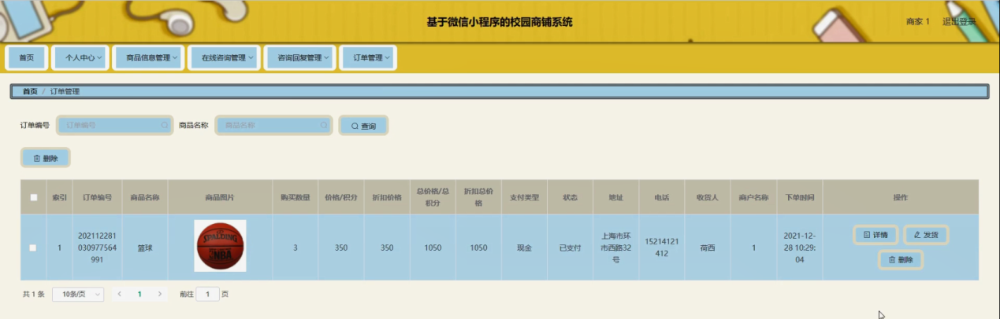 基于微信小程序的校园商铺系统
商家 1 退出登录
首页 个人中心 商品信息管理 在线咨询管理 咨询回复管理 订单管理
首页 / 订单管理
订单编号 订单编号 商品名称 商品名称 查询
删除
索引 订单编号 商品名称 商品图片 购买数量 价格/积分 折扣价格 总价格/总 折扣总价 支付类型 状态 地址 电话 收货人 商户名称 下单时间 操作
积分 格
202112281 上海市环 2021-12- 详情 发货
1 030977564 篮球 SPALDING 3 350 350 1050 1050 现金 已支付 市西路32 15214121 荷西 1 28 10:29:
991 NBA 号 412 04 删除
共 1 条 10条/页 1 前往 1 页